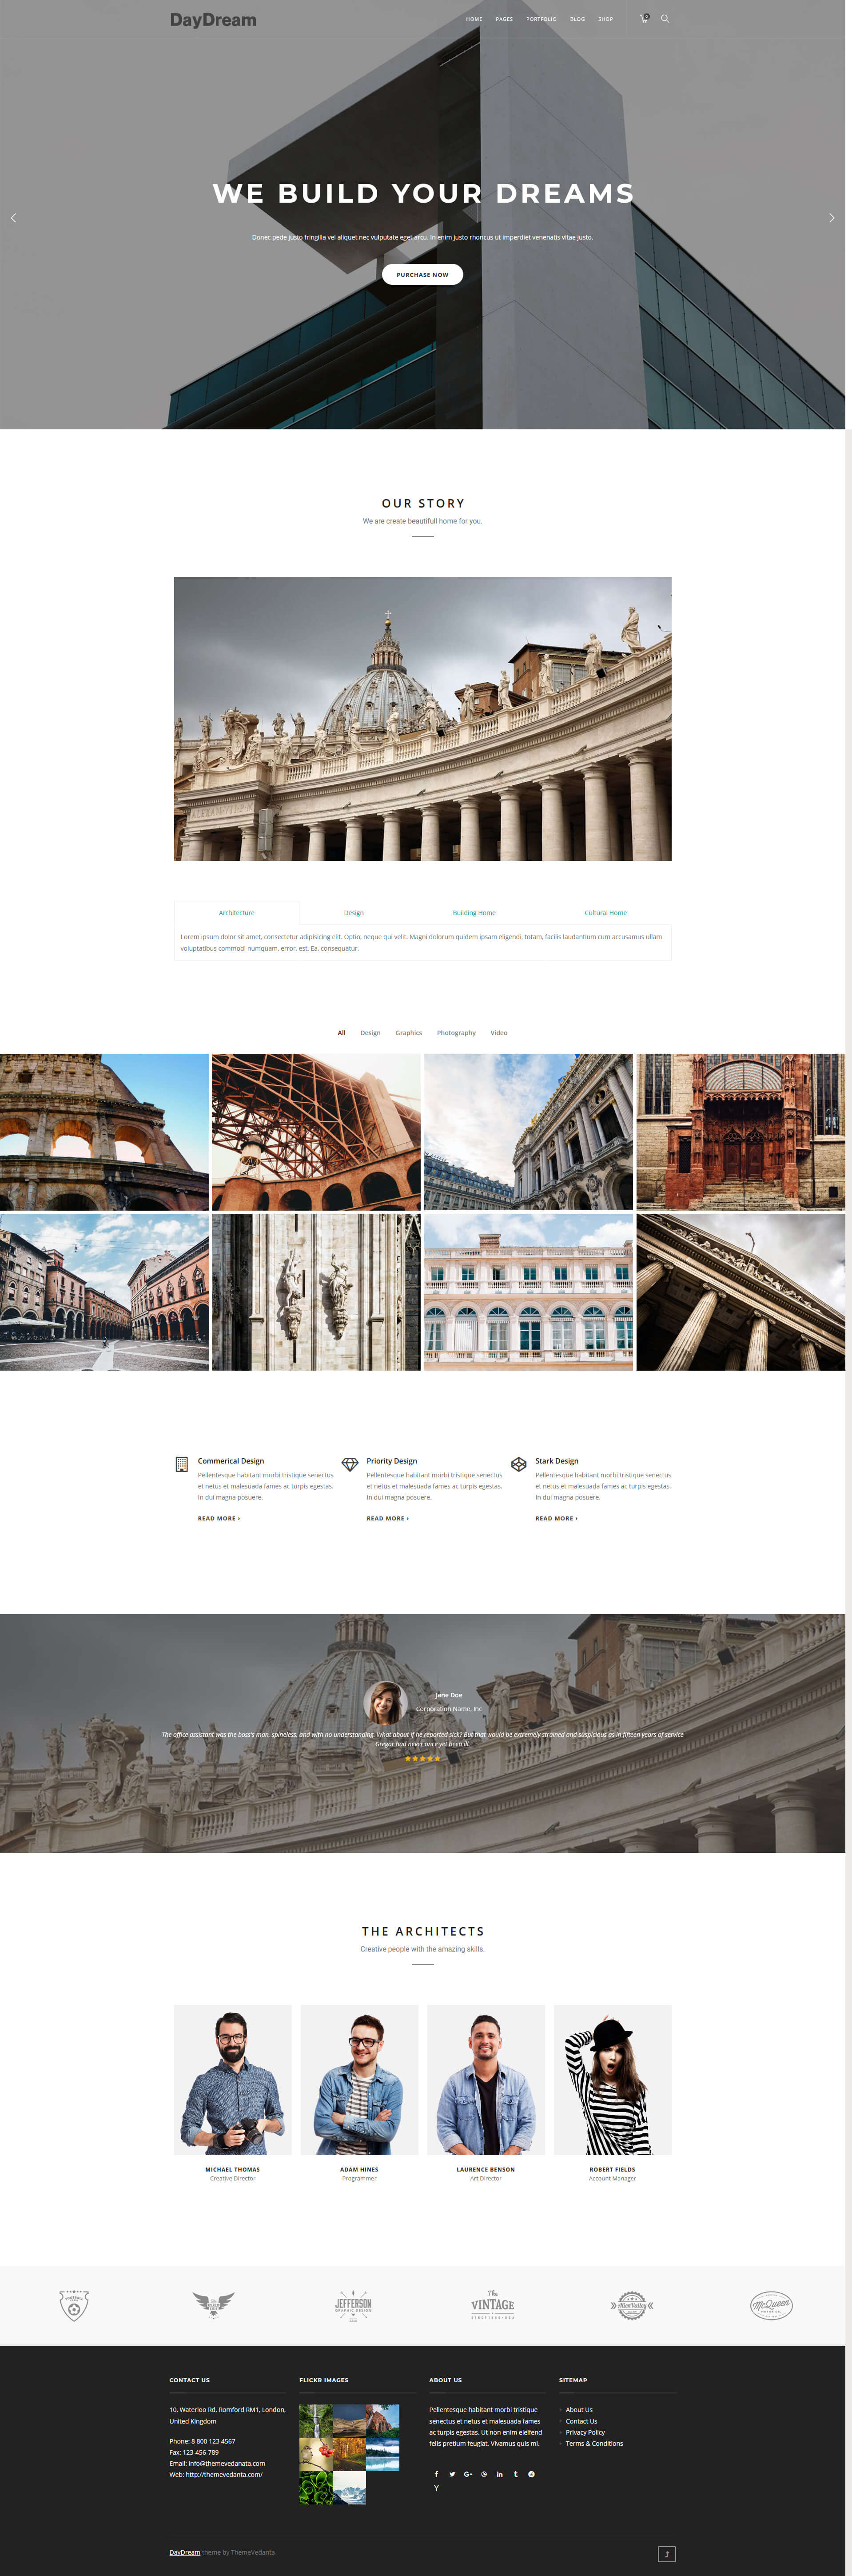 DayDream
HOME PAGES PORTFOLIO BLOG SHOP
0
WE BUILD YOUR DREAMS
Donec pede justo fringilla vel aliquet nec vulputate eget arcu. In enim justo rhoncus ut imperdiet venenatis vitae justo.
PURCHASE NOW
OUR STORY
We are create beautifull home for you.
Architecture Design Building Home Cultural Home
Lorem ipsum dolor sit amet, consectetur adipisicing elit. Optio, neque qui velit. Magni dolorum quidem ipsam eligendi, totam, facilis laudantium cum accusamus ullam
voluptatibus commodi numquam, error, est. Ea, consequatur.
All Design Graphics Photography Video
Commerical Design
Pellentesque habitant morbi tristique senectus
et netus et malesuada fames ac turpis egestas.
In dui magna posuere.
READ MORE ›
Priority Design
Pellentesque habitant morbi tristique senectus
et netus et malesuada fames ac turpis egestas.
In dui magna posuere.
READ MORE ›
Stark Design
Pellentesque habitant morbi tristique senectus
et netus et malesuada fames ac turpis egestas.
In dui magna posuere.
READ MORE ›
Jane Doe
Corporation Name, Inc
The office assistant was the boss's man, spineless, and with no understanding. What about if he reported sick? But that would be extremely strained and suspicious as in fifteen years of service
Gregor had never once yet been ill.
THE ARCHITECTS
Creative people with the amazing skills.
MICHAEL THOMAS
Creative Director
ADAM HINES
Programmer
LAURENCE BENSON
Art Director
ROBERT FIELDS
Account Manager
FOOTBALL
JEFFERSON
GRAPHIC DESIGN
The
VINTAGE
McQueen
CONTACT US
10, Waterloo Rd, Romford RM1, London,
United Kingdom
Phone: 8 800 123 4567
Fax: 123-456-789
Email: info@themevedanata.com
Web: http://themevedanta.com/
FLICKR IMAGES
ABOUT US
Pellentesque habitant morbi tristique
senectus et netus et malesuada fames
ac turpis egestas. Ut non enim eleifend
felis pretium feugiat. Vivamus quis mi.
SITEMAP
About Us
Contact Us
Privacy Policy
Terms & Conditions
DayDream theme by ThemeVedanta